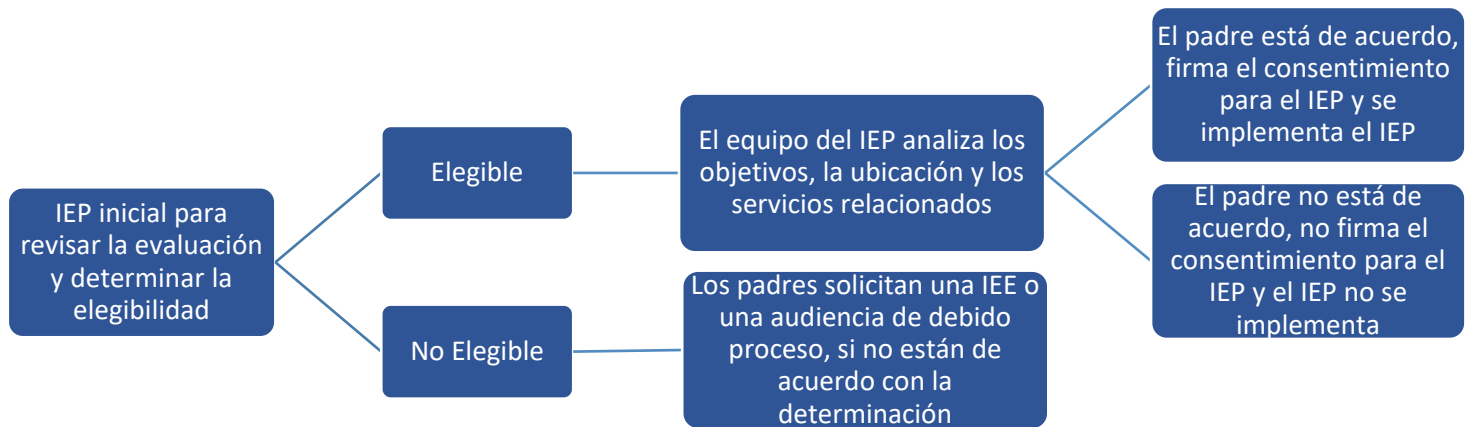 IEP inicial para
revisar la evaluación
y determinar la
elegibilidad
Elegible
El equipo del IEP analiza los
objetivos, la ubicación y los
servicios relacionados
El padre está de acuerdo,
firma el consentimiento
para el IEP y se
implementa el IEP
El padre no está de
acuerdo, no firma el
consentimiento para el
IEP y el IEP no se
implementa
No Elegible
Los padres solicitan una IEE o
una audiencia de debido
proceso, si no están de
acuerdo con la
determinación